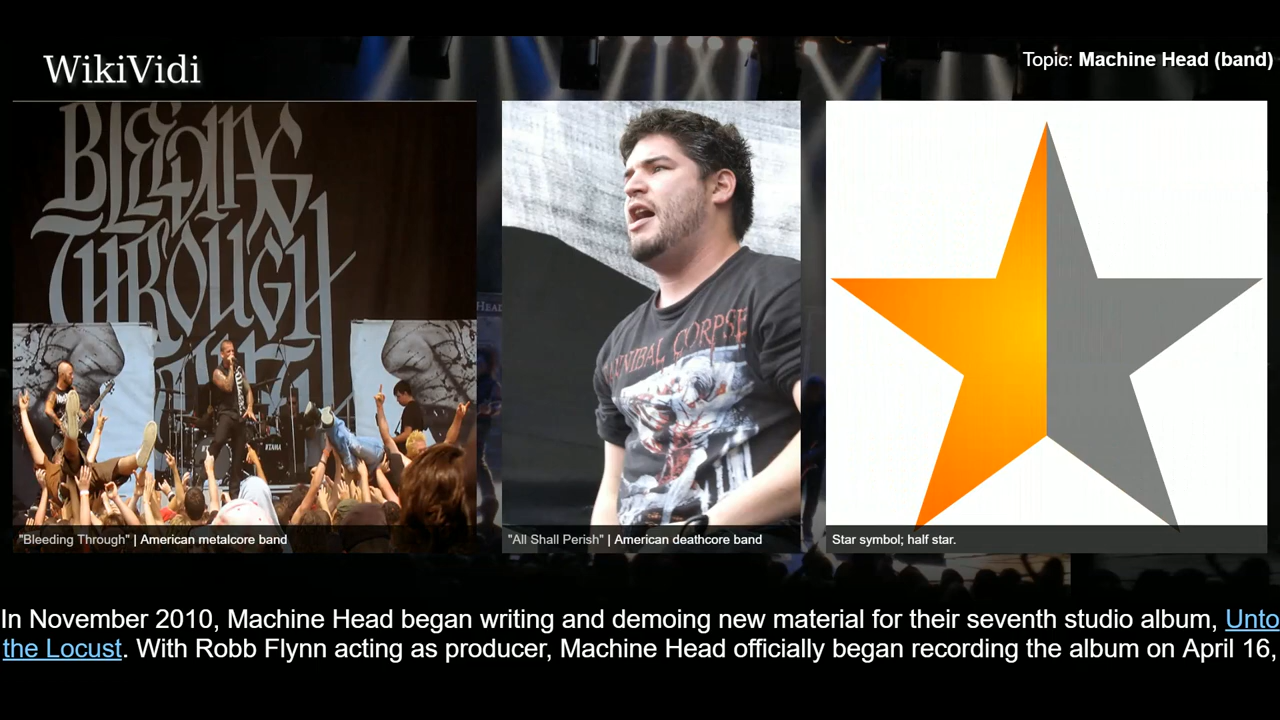 WikiVidi
Topic: Machine Head (band)
BLEEDING
THROUGH
CANNIBAL CORPSE
HEAD
TAMA
"Bleeding Through" | American metalcore band
"All Shall Perish" | American deathcore band
Star symbol; half star.
In November 2010, Machine Head began writing and demoing new material for their seventh studio album, Unto
the Locust. With Robb Flynn acting as producer, Machine Head officially began recording the album on April 16,